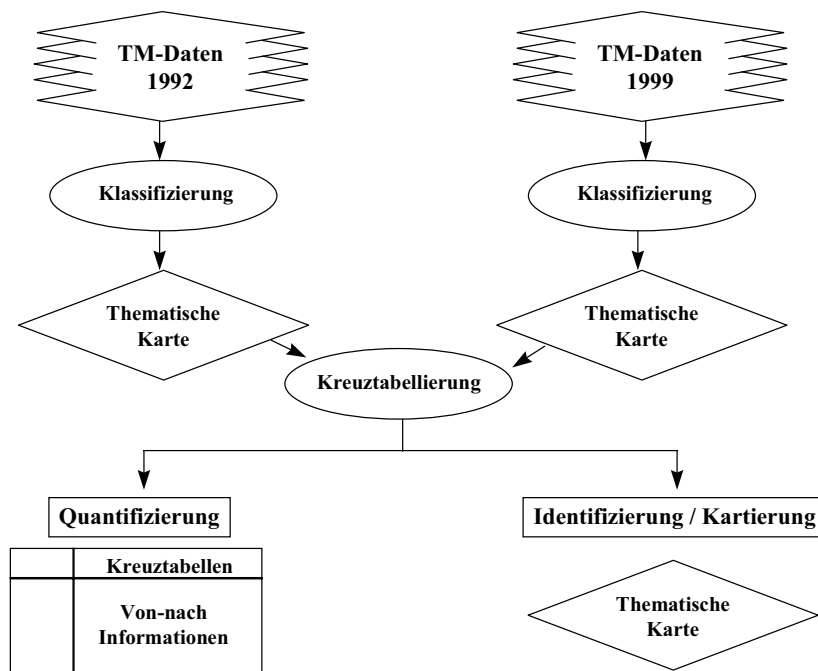 TM-Daten
1992
TM-Daten
1999
Klassifizierung
Klassifizierung
Thematische
Karte
Thematische
Karte
Kreuztabellierung
Quantifizierung
Identifizierung / Kartierung
Kreuztabellen
Von-nach
Informationen
Thematische
Karte